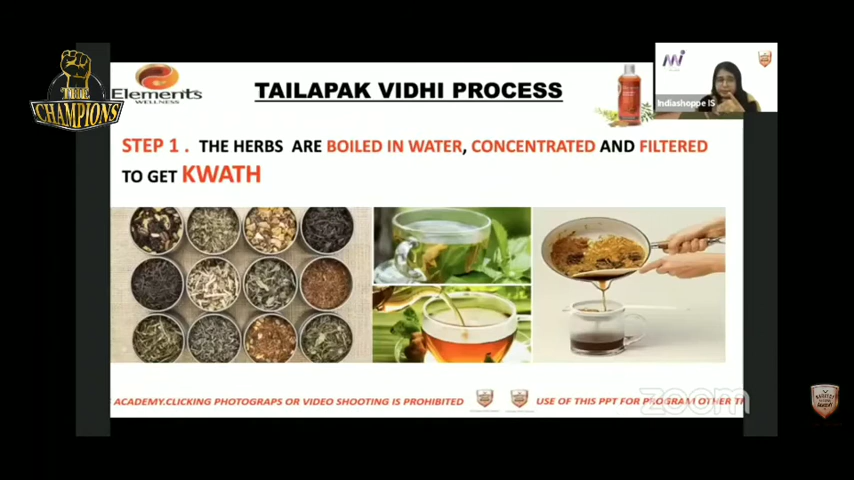 THE
CHAMPIONS
Elements
WELLNESS
TAILAPAK VIDHI PROCESS
Indiashoppe IS
STEP 1 . THE HERBS ARE BOILED IN WATER, CONCENTRATED AND FILTERED
TO GET KWATH
ACADEMY.CLICKING PHOTOGRAPS OR VIDEO SHOOTING IS PROHIBITED
USE OF THIS PPT FOR PROGRAM OTHER TH
zoom